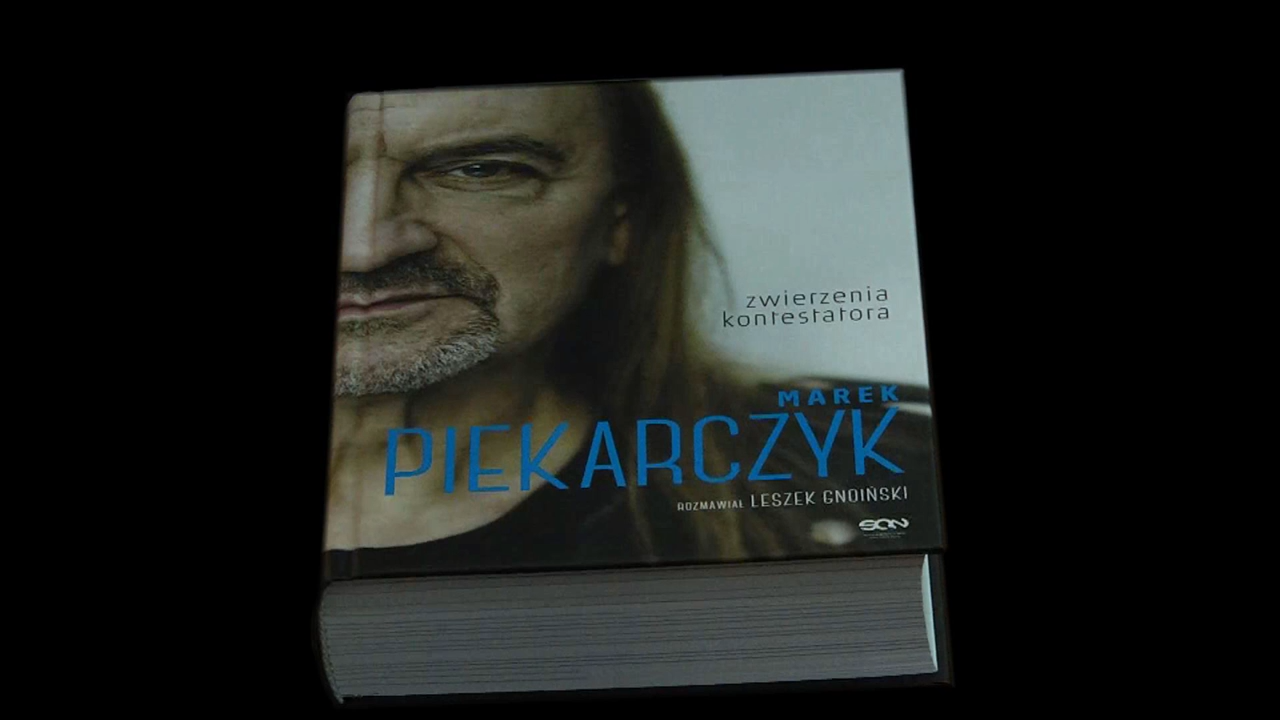 zwierzenia
kontestatora
MAREK
PIEKARCZYK
ROZMAWIAŁ LESZEK GNOIŃSKI
SQN